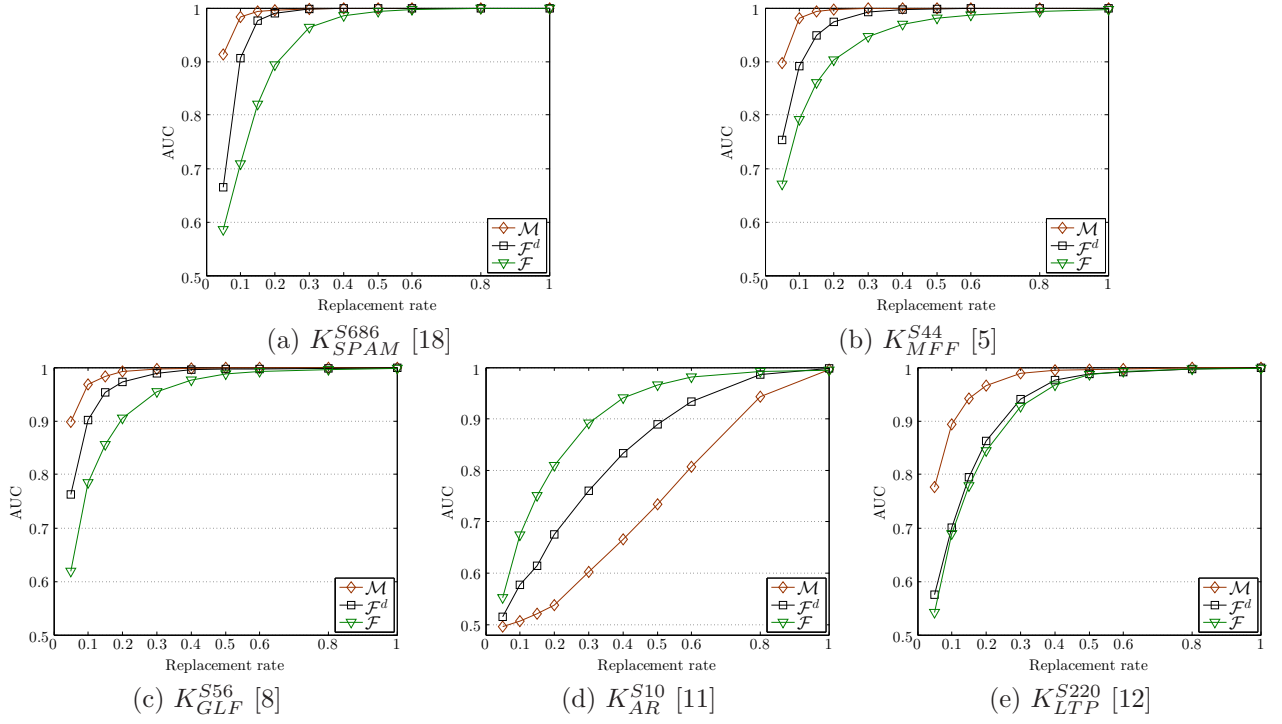 1
0.9
0.8
0.7
0.6
0.5
AUC
0 0.1 0.2 0.3 0.4 0.5 0.6 0.8 1
Replacement rate
M
F^d
F
(a) K_{SPAM}^{S686} [18]
1
0.9
0.8
0.7
0.6
0.5
AUC
0 0.1 0.2 0.3 0.4 0.5 0.6 0.8 1
Replacement rate
M
F^d
F
(b) K_{MFF}^{S44} [5]
1
0.9
0.8
0.7
0.6
0.5
AUC
0 0.1 0.2 0.3 0.4 0.5 0.6 0.8 1
Replacement rate
M
F^d
F
(c) K_{GLF}^{S56} [8]
1
0.9
0.8
0.7
0.6
0.5
AUC
0 0.1 0.2 0.3 0.4 0.5 0.6 0.8 1
Replacement rate
M
F^d
F
(d) K_{AR}^{S10} [11]
1
0.9
0.8
0.7
0.6
0.5
AUC
0 0.1 0.2 0.3 0.4 0.5 0.6 0.8 1
Replacement rate
M
F^d
F
(e) K_{LTP}^{S220} [12]